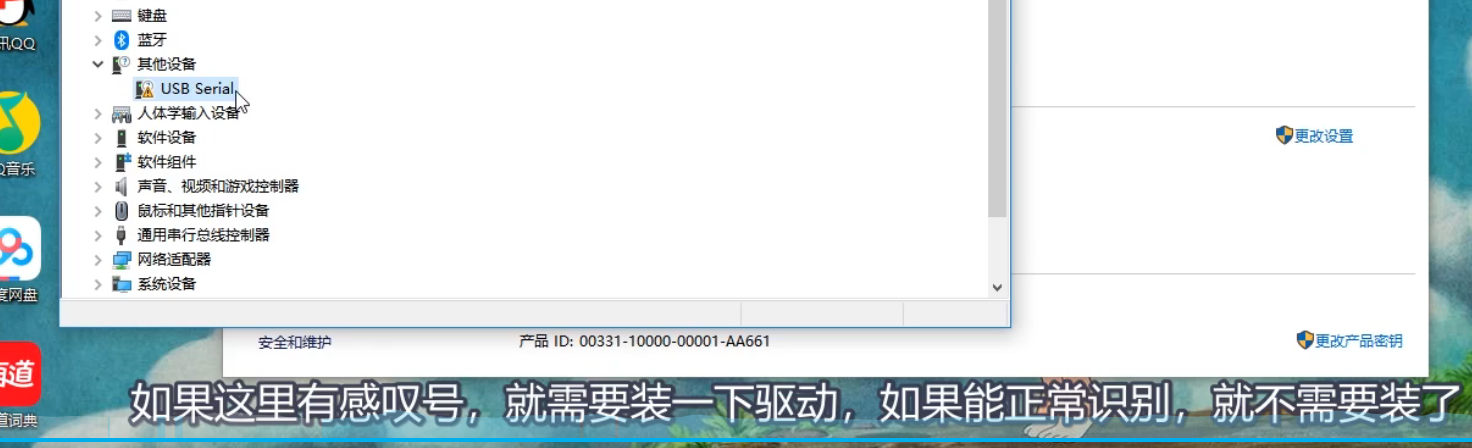 键盘
讯QQ
蓝牙
其他设备
USB Serial
人体学输入设备
更改设置
软件设备
软件组件
Q音乐
声音、视频和游戏控制器
鼠标和其他指针设备
通用串行总线控制器
网络适配器
系统设备
度网盘
安全和维护
产品 ID: 00331-10000-00001-AA661
更改产品密钥
有道
道词典
如果这里有感叹号，就需要装一下驱动，如果能正常识别，就不需要装了